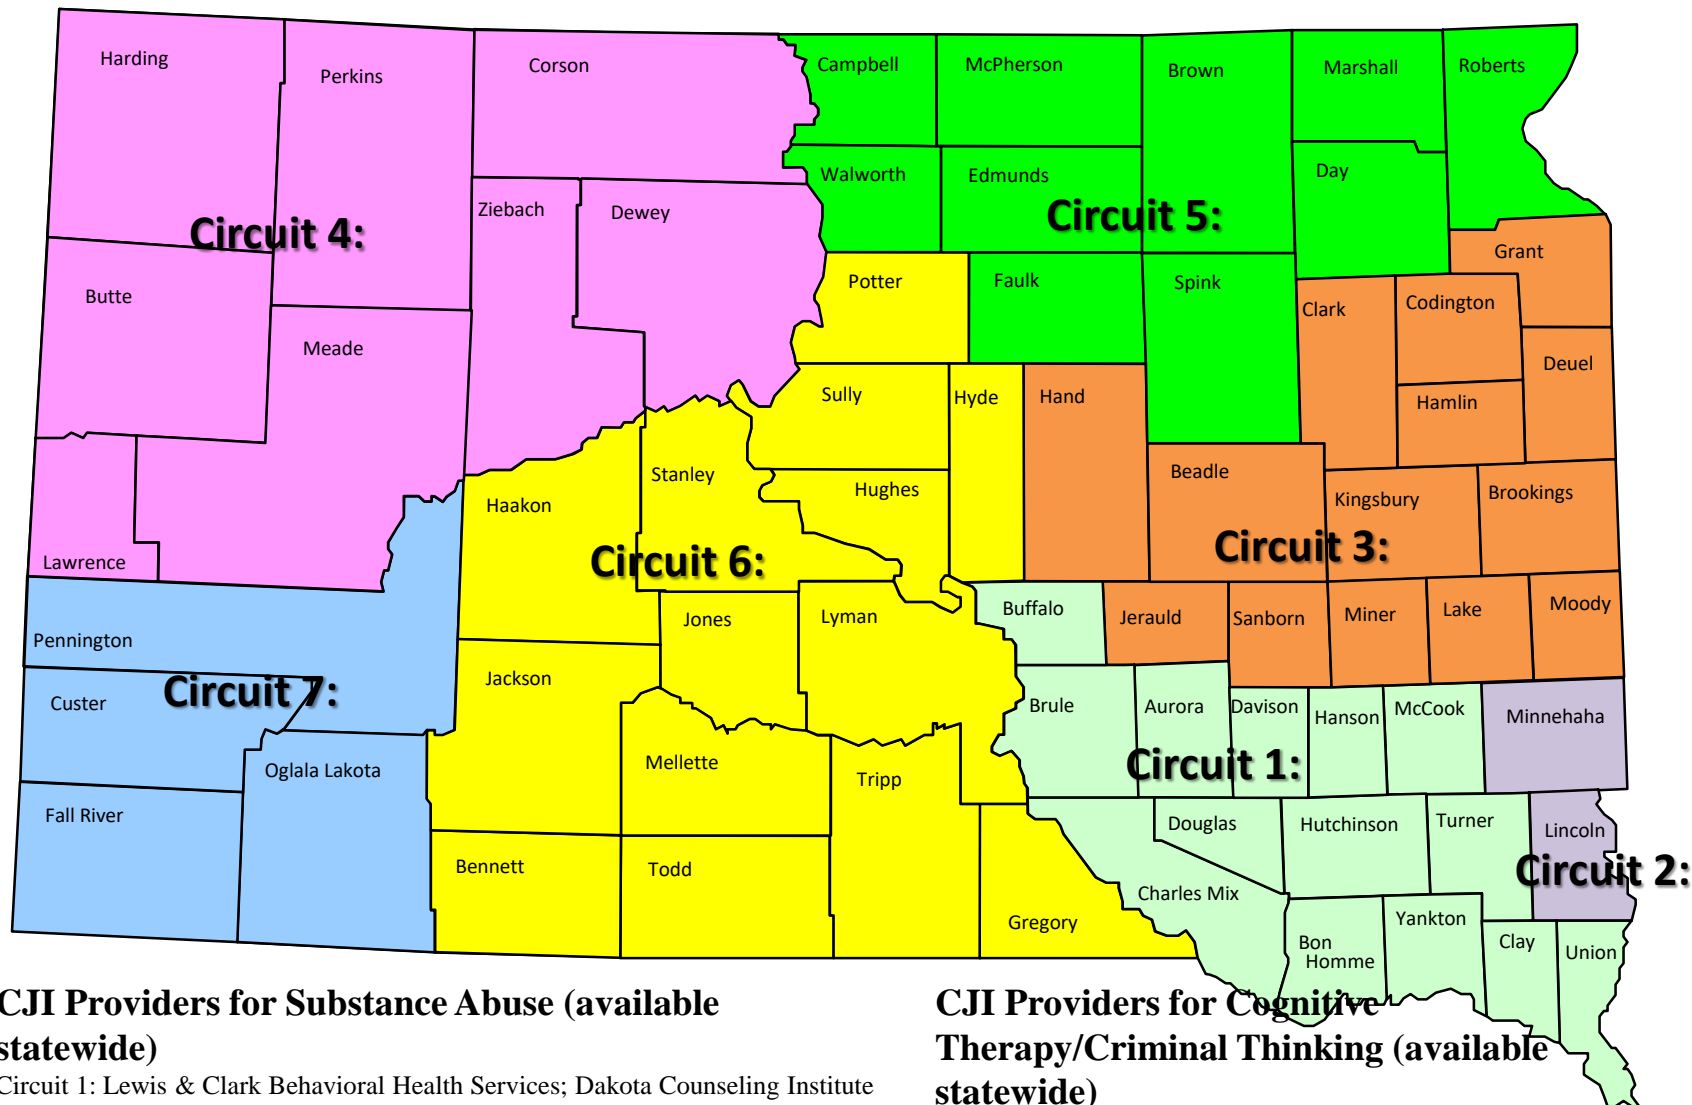 Harding
Perkins
Corson
Campbell
McPherson
Brown
Marshall
Roberts
Walworth
Edmunds
Day
Ziebach
Dewey
Circuit 4:
Circuit 5:
Grant
Butte
Potter
Faulk
Spink
Clark
Codington
Meade
Deuel
Sully
Hyde
Hand
Hamlin
Stanley
Beadle
Haakon
Hughes
Kingsbury
Brookings
Lawrence
Circuit 6:
Circuit 3:
Pennington
Jones
Lyman
Buffalo
Jerauld
Sanborn
Miner
Lake
Moody
Custer
Circuit 7:
Jackson
Brule
Aurora
Davison
Hanson
McCook
Minnehaha
Oglala Lakota
Mellette
Tripp
Circuit 1:
Fall River
Douglas
Hutchinson
Turner
Lincoln
Circuit 2:
Bennett
Todd
Charles Mix
Gregory
Yankton
Bon
Homme
Clay
Union
CJI Providers for Substance Abuse (available
statewide)
Circuit 1: Lewis & Clark Behavioral Health Services; Dakota Counseling Institute
CJI Providers for Cognitive
Therapy/Criminal Thinking (available
statewide)